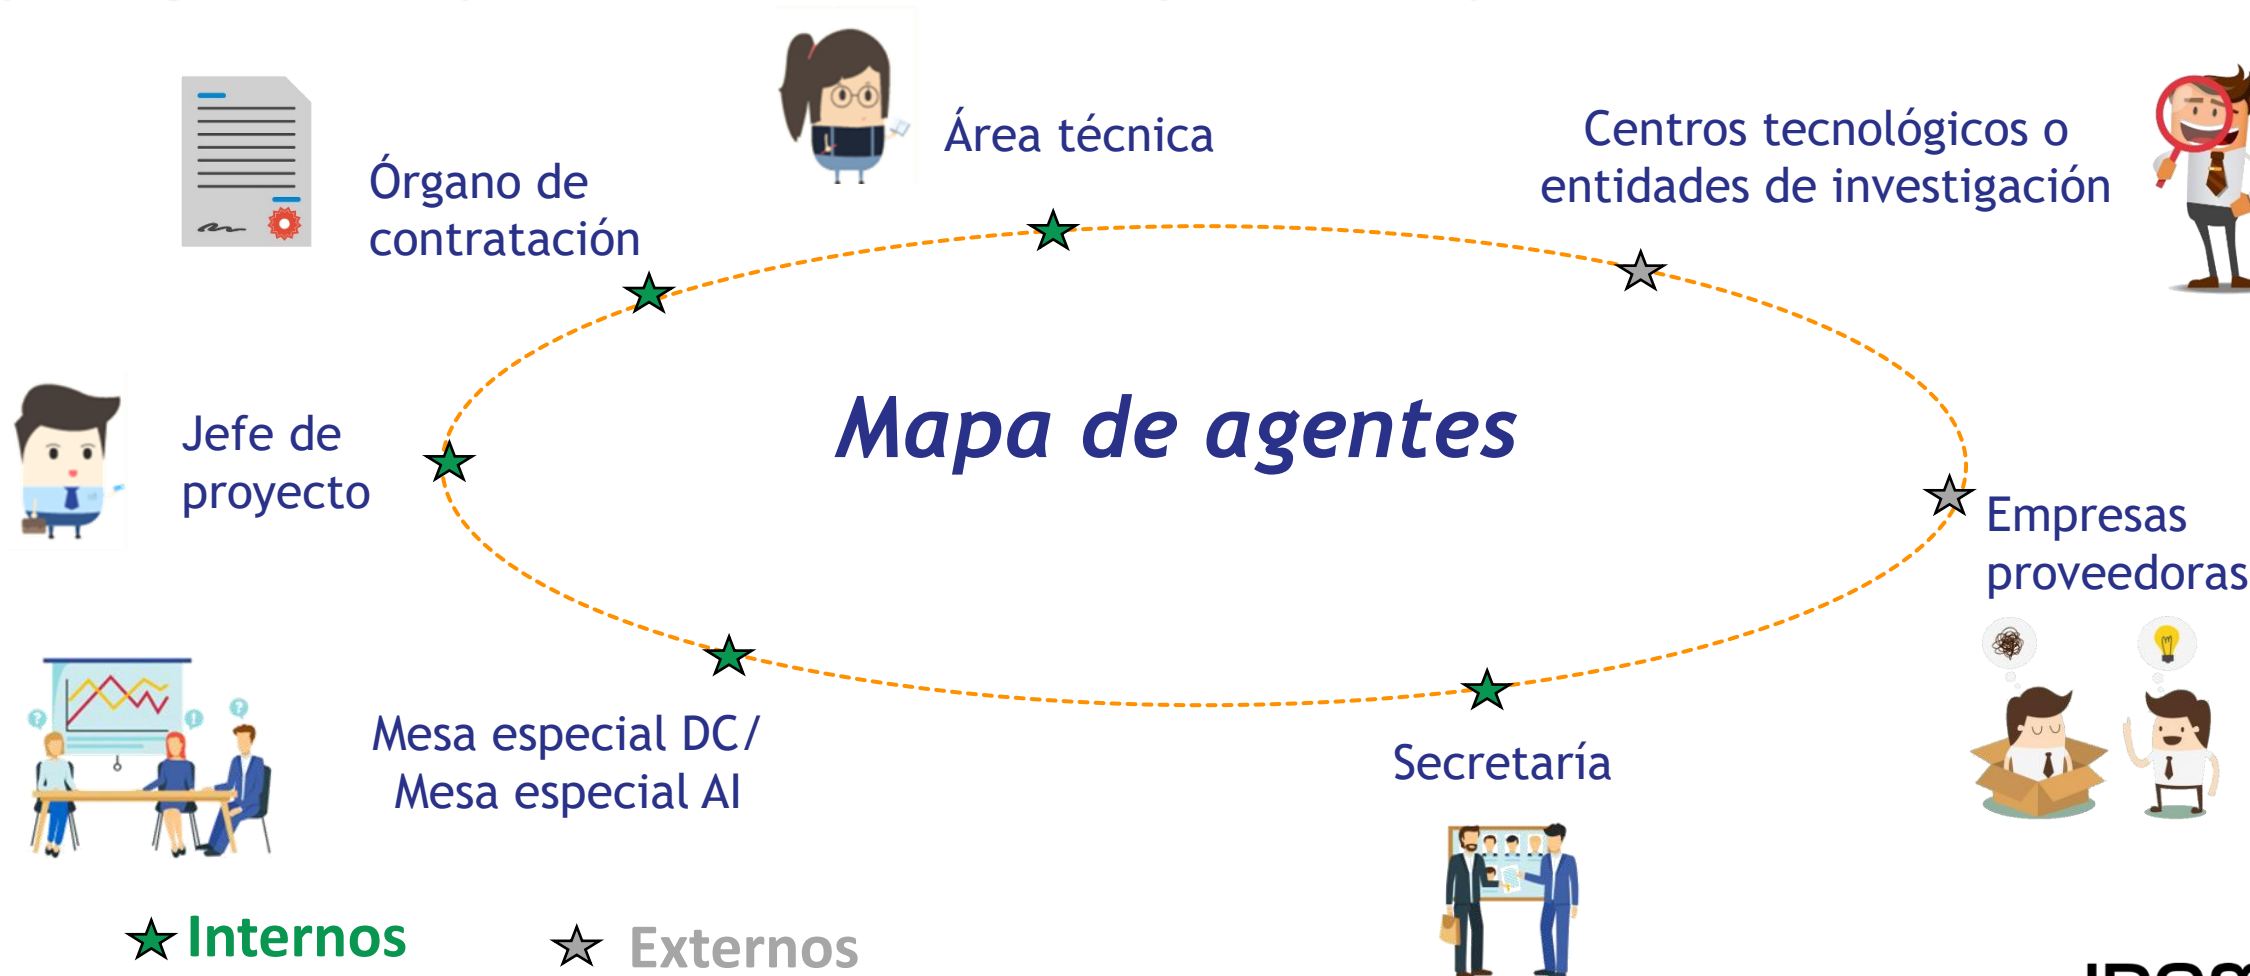 Área técnica
Centros tecnológicos o
entidades de investigación
Órgano de
contratación
Mapa de agentes
Jefe de
proyecto
Empresas
proveedoras
Mesa especial DC/
Mesa especial AI
Secretaría
Internos
Externos